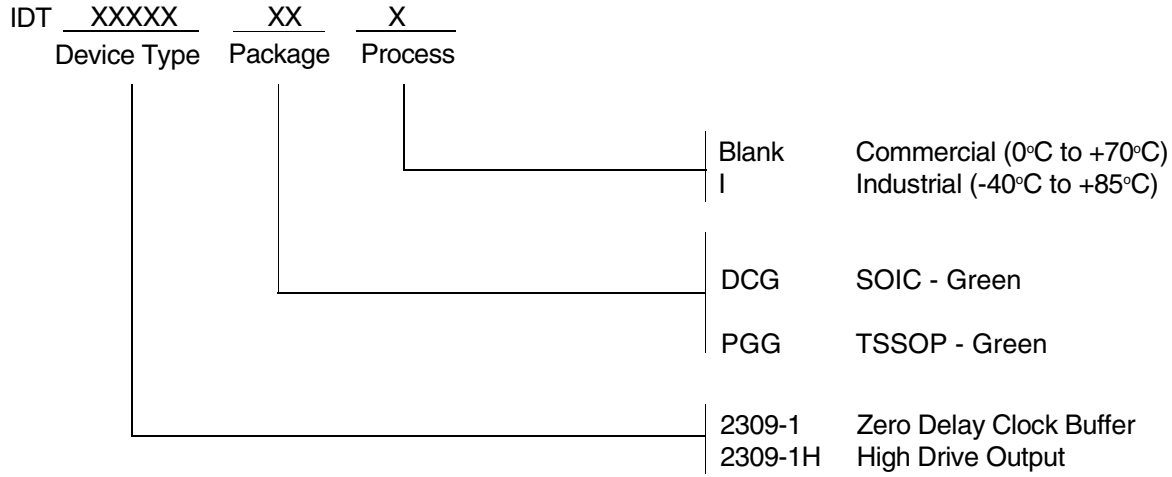 IDT XXXXX XX X
Device Type Package Process
Blank Commercial (0°C to +70°C)
I Industrial (-40°C to +85°C)
DCG SOIC - Green
PGG TSSOP - Green
2309-1 Zero Delay Clock Buffer
2309-1H High Drive Output